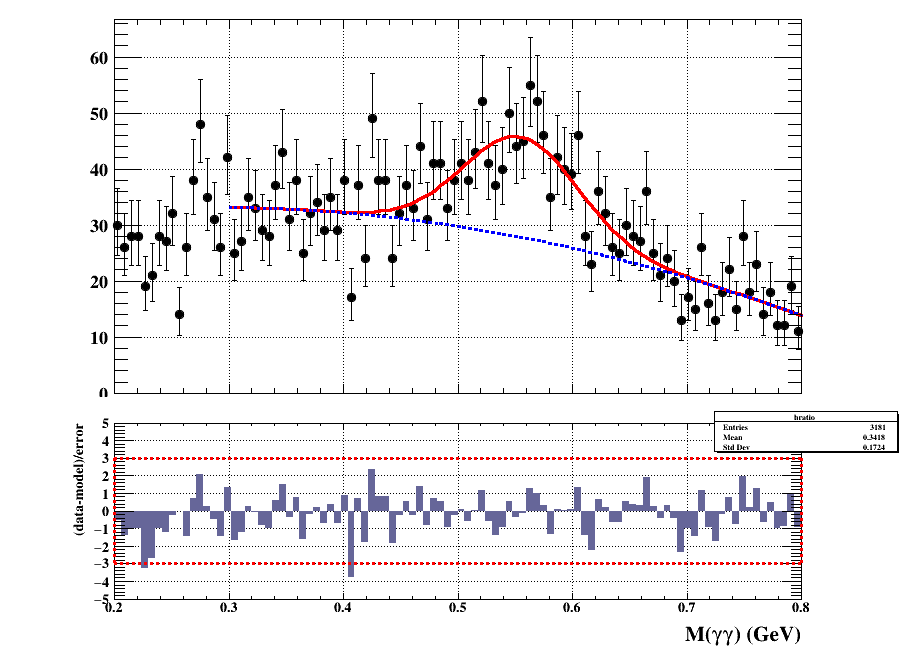 60
50
40
30
20
10
0
hratio
Entries 3181
Mean 0.3418
Std Dev 0.1724
(data-model)/error
5
4
3
2
1
0
−1
−2
−3
−4
−5
0.2 0.3 0.4 0.5 0.6 0.7 0.8
M(γγ) (GeV)